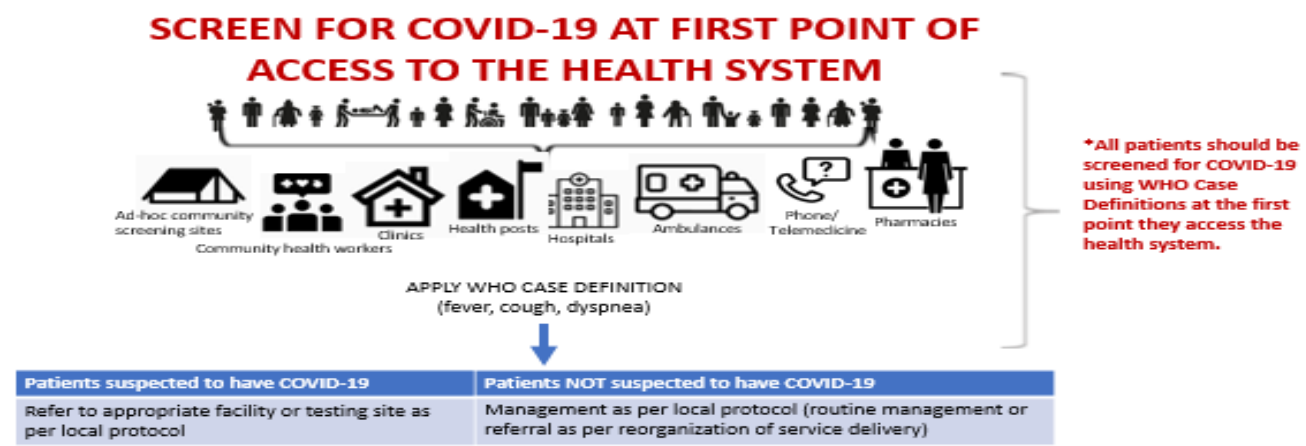 SCREEN FOR COVID-19 AT FIRST POINT OF
ACCESS TO THE HEALTH SYSTEM
*All patients should be
screened for COVID-19
using WHO Case
Definitions at the first
point they access the
health system.
Ad-hoc community
screening sites
Community health workers
Clinics
Health posts
Hospitals
Ambulances
Phone/
Telemedicine
Pharmacies
APPLY WHO CASE DEFINITION
(fever, cough, dyspnea)
Patients suspected to have COVID-19
Patients NOT suspected to have COVID-19
Refer to appropriate facility or testing site as
per local protocol
Management as per local protocol (routine management or
referral as per reorganization of service delivery)